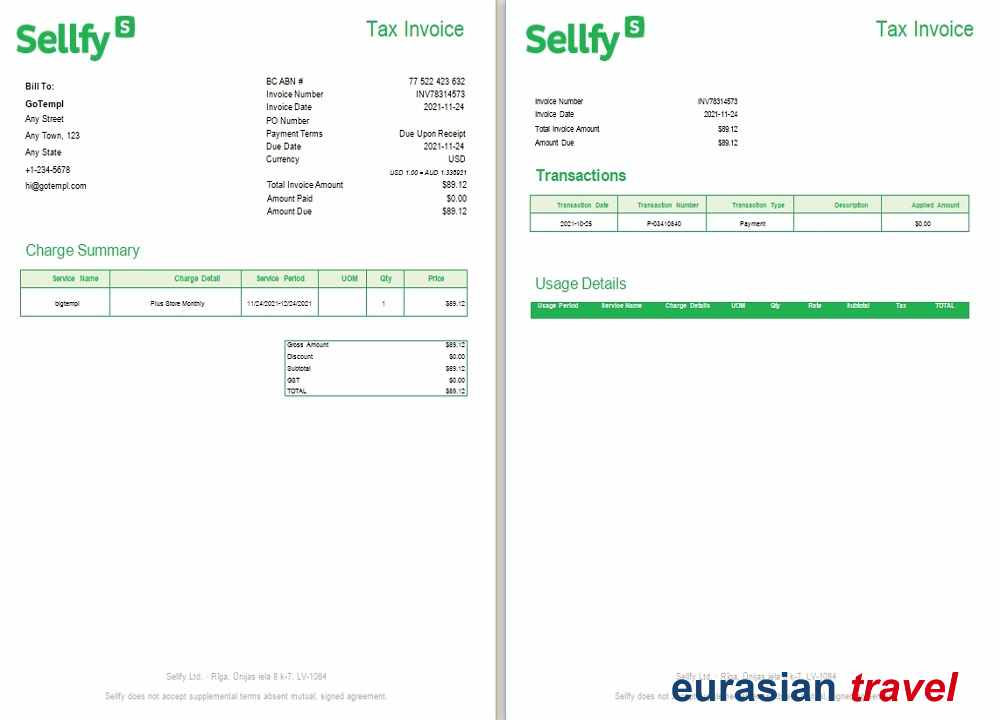 Sellfy S
Tax Invoice
Bill To:
GoTempl
Any Street
Any Town, 123
Any State
+1-234-5678
hi@gotempl.com
BC ABN # 77 522 423 632
Invoice Number INV78314573
Invoice Date 2021-11-24
PO Number
Payment Terms Due Upon Receipt
Due Date 2021-11-24
Currency USD
USD 1.00 = AUD 1.335931
Total Invoice Amount $89.12
Amount Paid $0.00
Amount Due $89.12
Charge Summary
Service Name Charge Detail Service Period UOM Qty Price
bigtempl Plus Store Monthly 11/24/2021-12/24/2021 1 $89.12
Gross Amount $89.12
Discount $0.00
Subtotal $89.12
GST $0.00
TOTAL $89.12
Sellfy Ltd. · Rīga, Ūnijas iela 8 k-7, LV-1084
Sellfy does not accept supplemental terms absent mutual, signed agreement.
Sellfy S
Tax Invoice
Invoice Number INV78314573
Invoice Date 2021-11-24
Total Invoice Amount $89.12
Amount Due $89.12
Transactions
Transaction Date Transaction Number Transaction Type Description Applied Amount
2021-10-25 P-03410840 Payment $0.00
Usage Details
Usage Period Service Name Charge Details UOM Qty Rate Subtotal Tax TOTAL
Sellfy Ltd. · Rīga, Ūnijas iela 8 k-7, LV-1084
Sellfy does not
eurasian travel